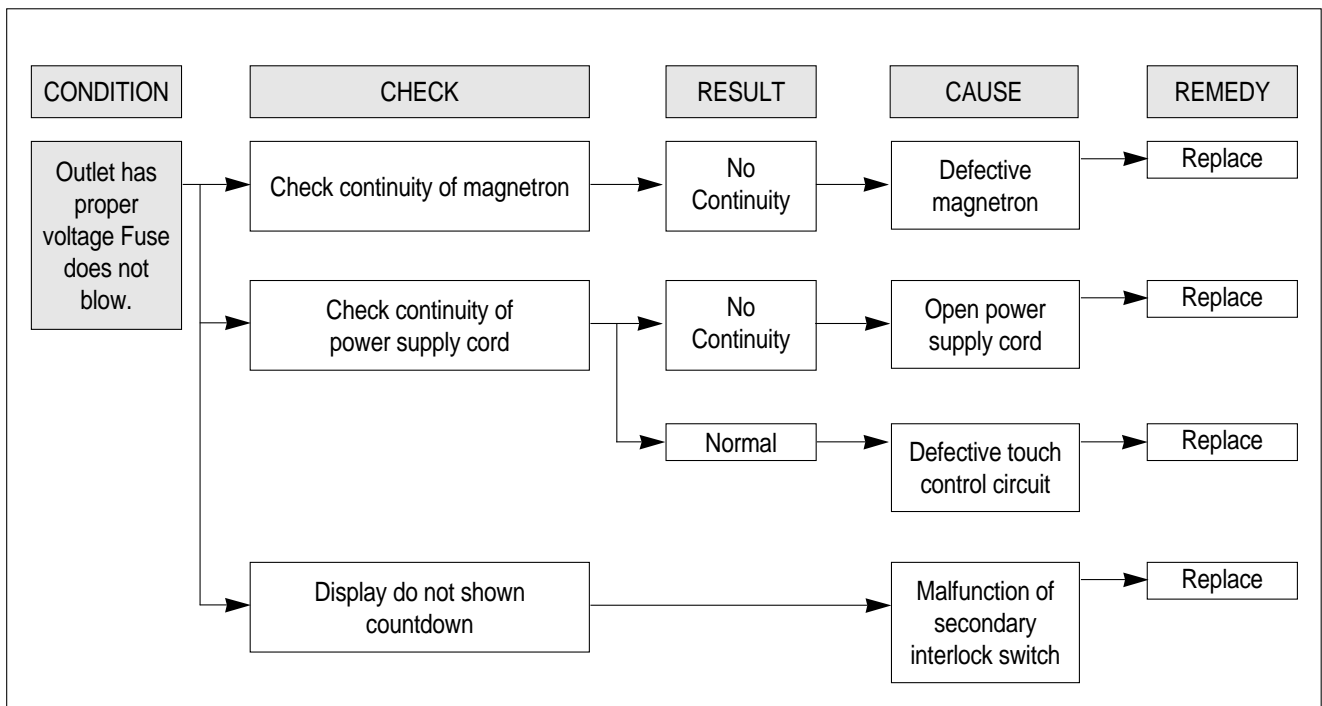 CONDITION
CHECK
RESULT
CAUSE
REMEDY
Outlet has
proper
voltage Fuse
does not
blow.
Check continuity of magnetron
No
Continuity
Defective
magnetron
Replace
Check continuity of
power supply cord
No
Continuity
Open power
supply cord
Replace
Normal
Defective touch
control circuit
Replace
Display do not shown
countdown
Malfunction of
secondary
interlock switch
Replace